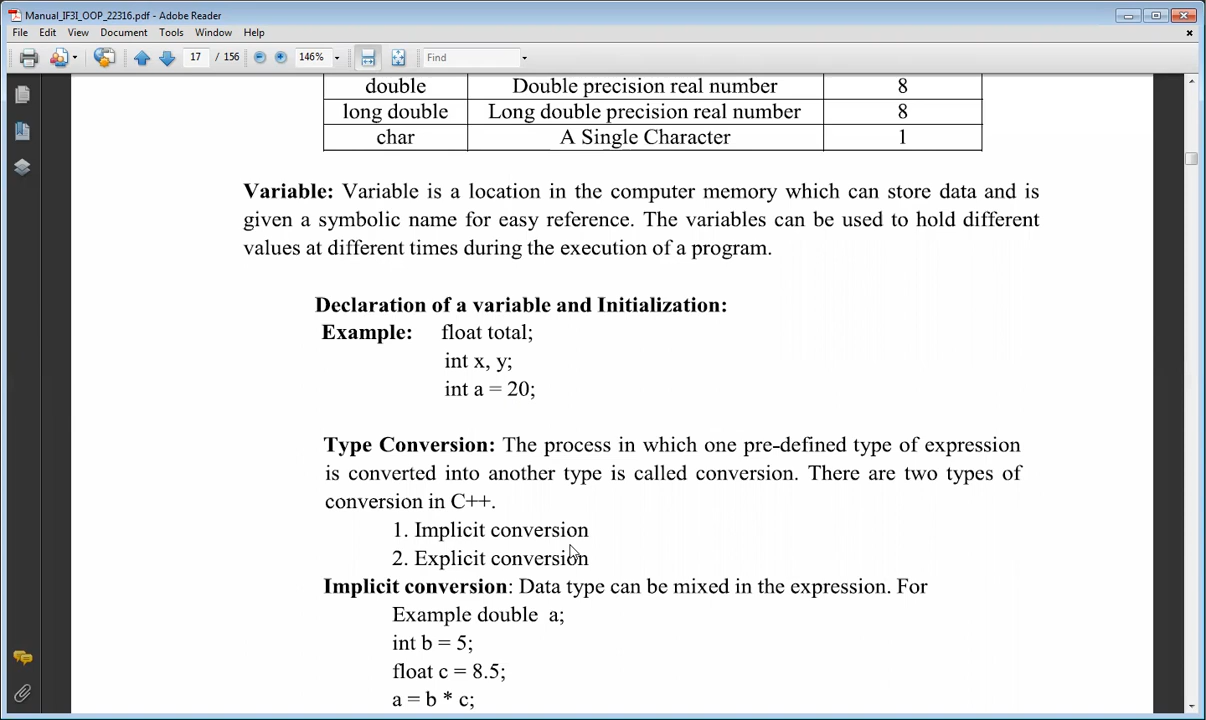 Manual_IF3I_OOP_22316.pdf - Adobe Reader
File Edit View Document Tools Window Help
17 / 156 146% Find
double Double precision real number 8
long double Long double precision real number 8
char A Single Character 1
Variable: Variable is a location in the computer memory which can store data and is
given a symbolic name for easy reference. The variables can be used to hold different
values at different times during the execution of a program.
Declaration of a variable and Initialization:
Example: float total;
int x, y;
int a = 20;
Type Conversion: The process in which one pre-defined type of expression
is converted into another type is called conversion. There are two types of
conversion in C++.
1. Implicit conversion
2. Explicit conversion
Implicit conversion: Data type can be mixed in the expression. For
Example double a;
int b = 5;
float c = 8.5;
a = b * c;